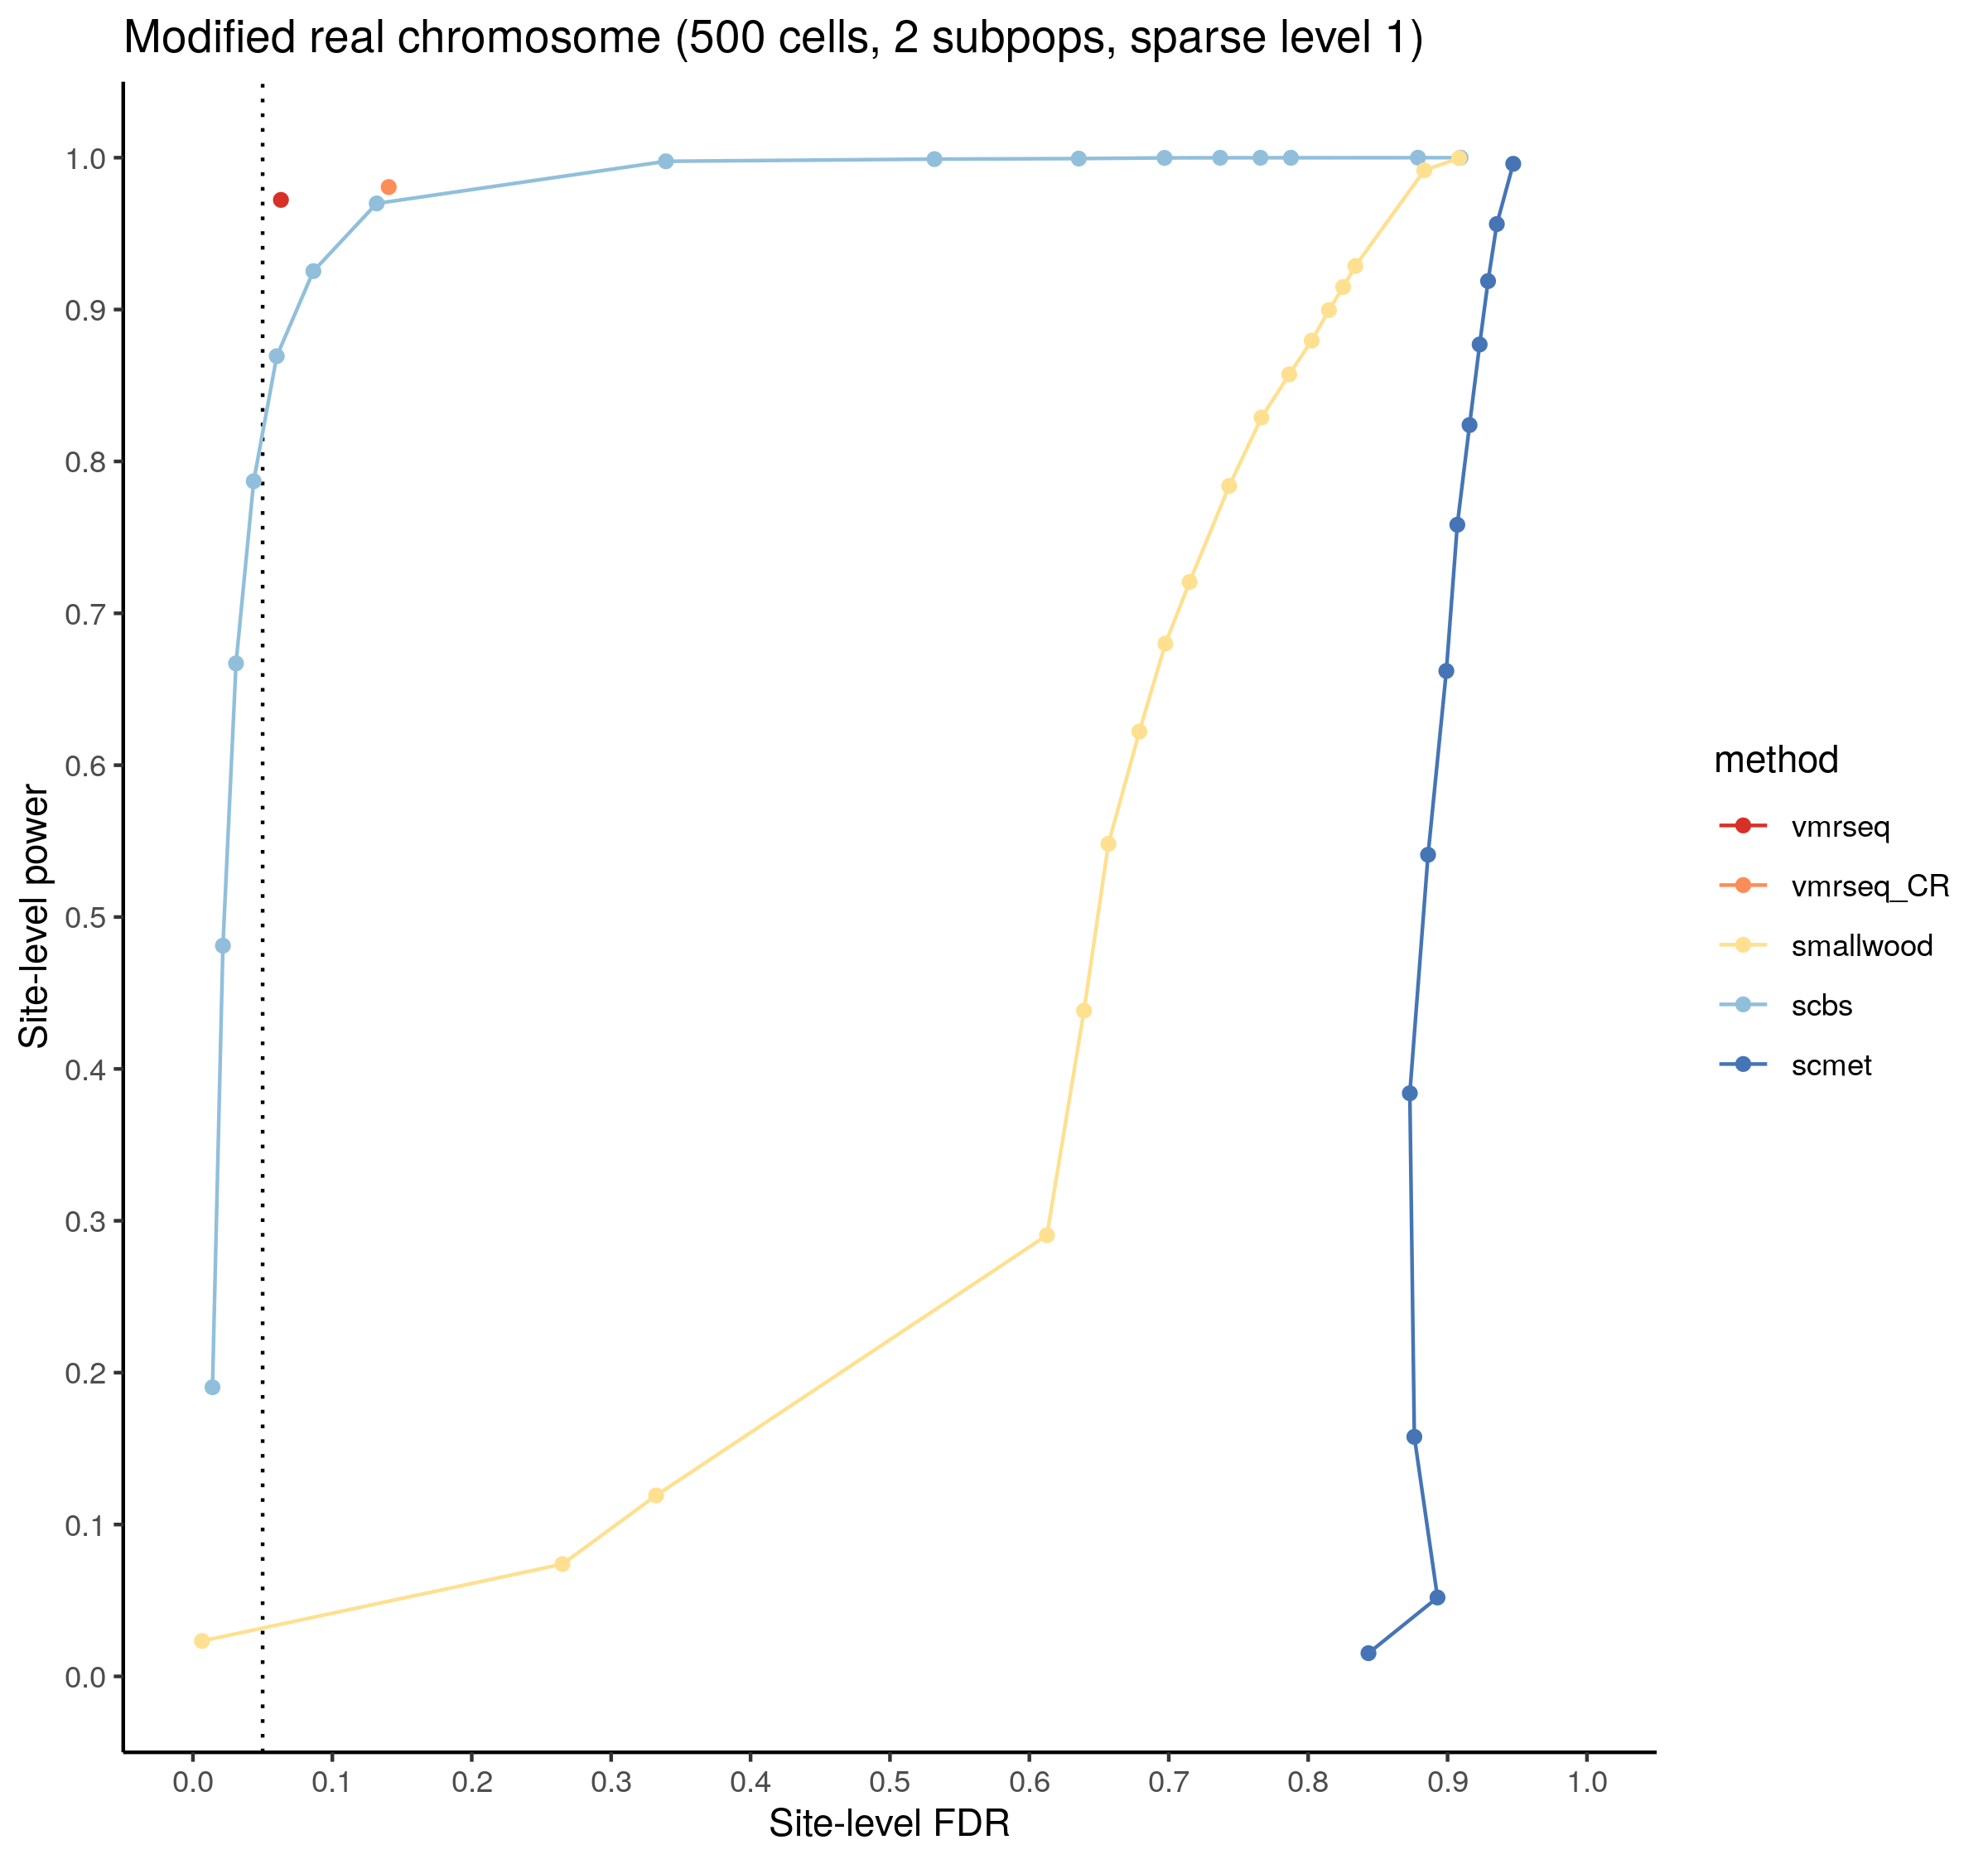 Modified real chromosome (500 cells, 2 subpops, sparse level 1)
Site-level power
1.0
0.9
0.8
0.7
0.6
0.5
0.4
0.3
0.2
0.1
0.0
0.0 0.1 0.2 0.3 0.4 0.5 0.6 0.7 0.8 0.9 1.0
Site-level FDR
method
vmrseq
vmrseq_CR
smallwood
scbs
scmet